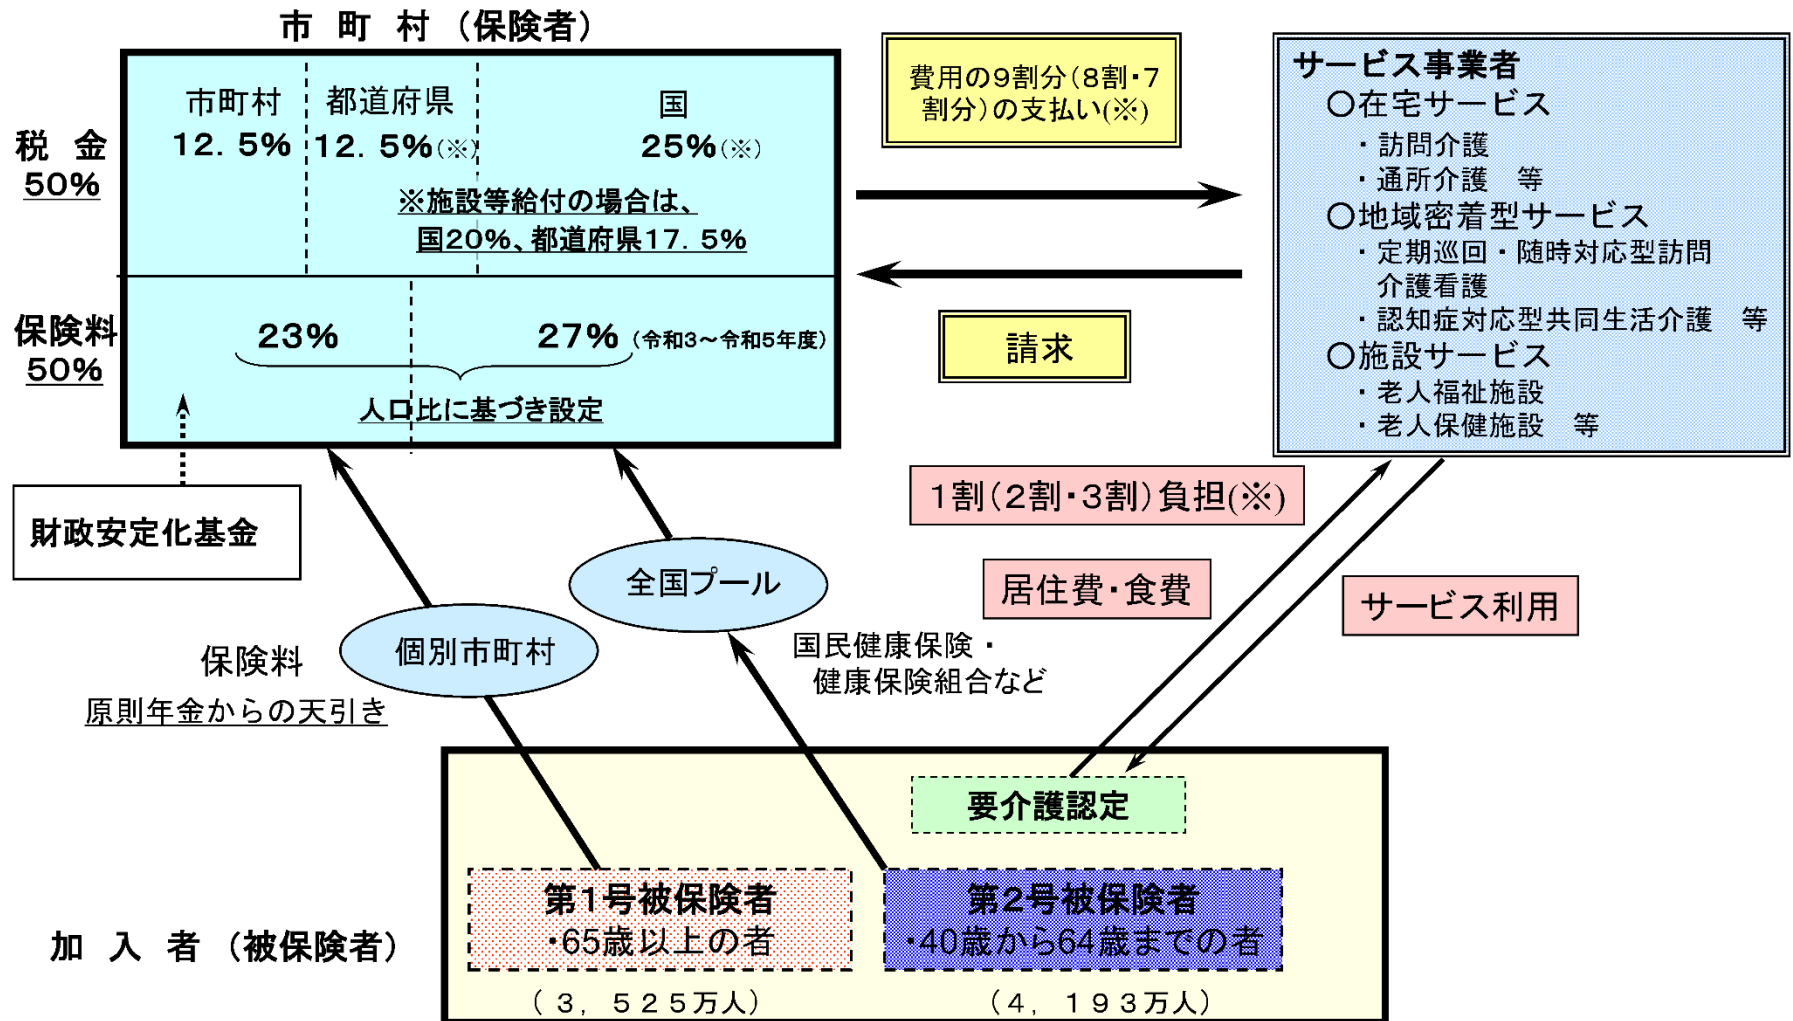 市 町 村 (保険者)
税 金
50%
市町村
12. 5%
都道府県
12. 5%(※)
国
25%(※)
※施設等給付の場合は、
国20%、都道府県17. 5%
保険料
50%
23%
27% (令和3～令和5年度)
人口比に基づき設定
費用の9割分(8割・7
割分)の支払い(※)
請求
サービス事業者
○在宅サービス
・訪問介護
・通所介護 等
○地域密着型サービス
・定期巡回・随時対応型訪問
介護看護
・認知症対応型共同生活介護 等
○施設サービス
・老人福祉施設
・老人保健施設 等
財政安定化基金
1割(2割・3割)負担(※)
居住費・食費
サービス利用
全国プール
個別市町村
保険料
原則年金からの天引き
国民健康保険・
健康保険組合など
要介護認定
加 入 者 (被保険者)
第1号被保険者
・65歳以上の者
(3, 525万人)
第2号被保険者
・40歳から64歳までの者
(4, 193万人)